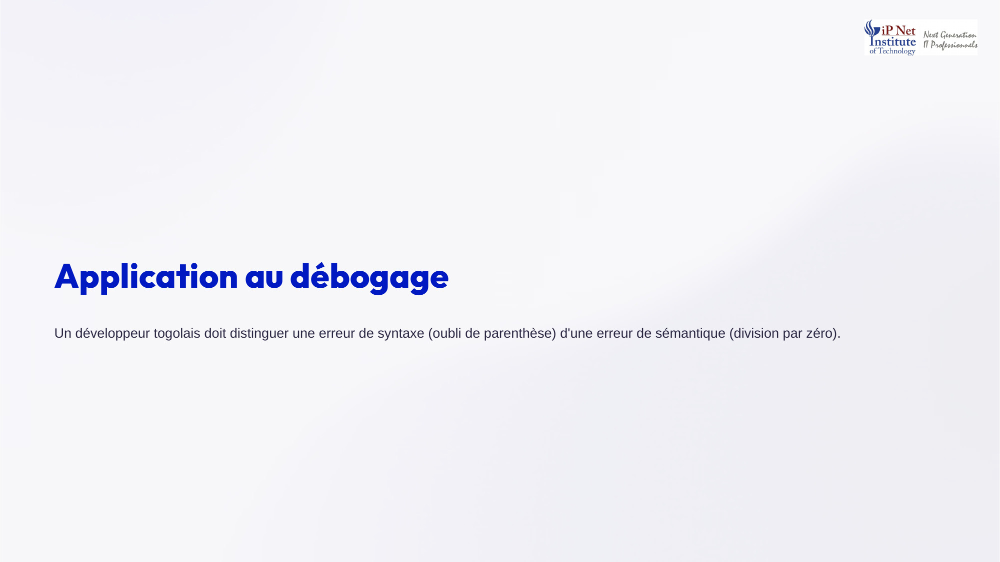 iP Net
Institute
of Technology
Next Generation
IT Professionnels
Application au débogage
Un développeur togolais doit distinguer une erreur de syntaxe (oubli de parenthèse) d'une erreur de sémantique (division par zéro).